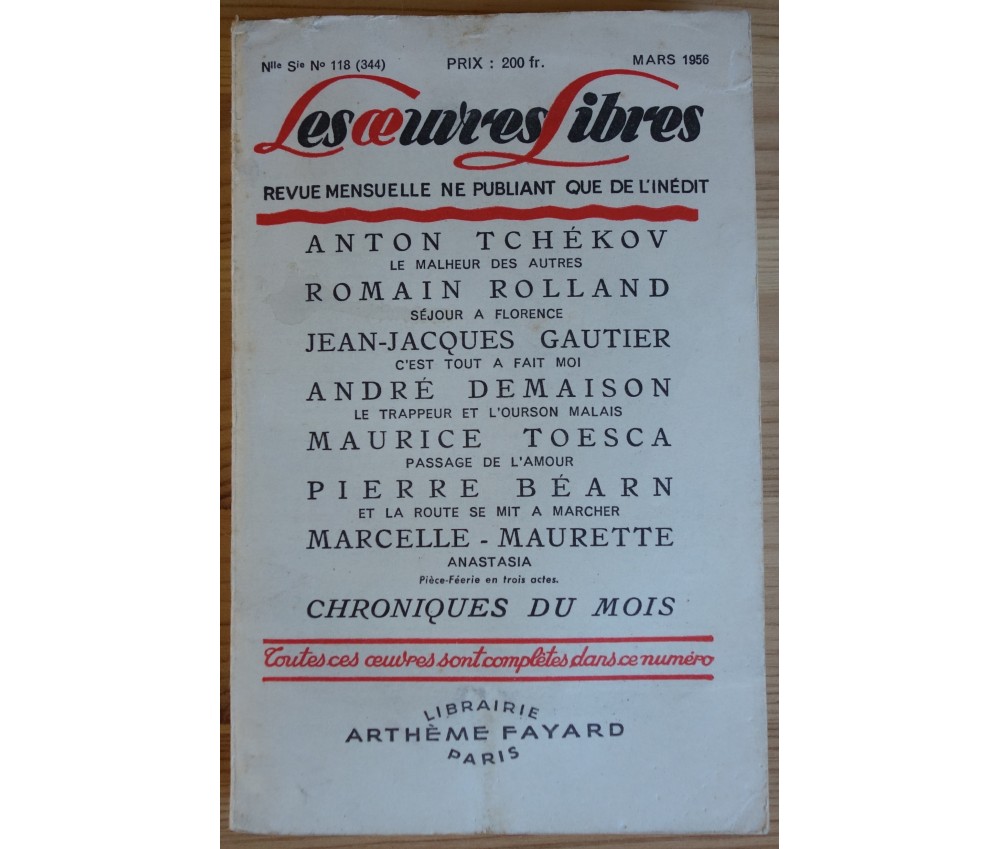 Nlle Sie No 118 (344) PRIX : 200 fr. MARS 1956
Les œuvres Libres
REVUE MENSUELLE NE PUBLIANT QUE DE L'INÉDIT
ANTON TCHÉKOV
LE MALHEUR DES AUTRES
ROMAIN ROLLAND
SÉJOUR A FLORENCE
JEAN-JACQUES GAUTIER
C'EST TOUT A FAIT MOI
ANDRÉ DEMAISON
LE TRAPPEUR ET L'OURSON MALAIS
MAURICE TOESCA
PASSAGE DE L'AMOUR
PIERRE BÉARN
ET LA ROUTE SE MIT A MARCHER
MARCELLE - MAURETTE
ANASTASIA
Pièce-Féerie en trois actes.
CHRONIQUES DU MOIS
Toutes ces œuvres sont complètes dans ce numéro
LIBRAIRIE
ARTHÈME FAYARD
PARIS